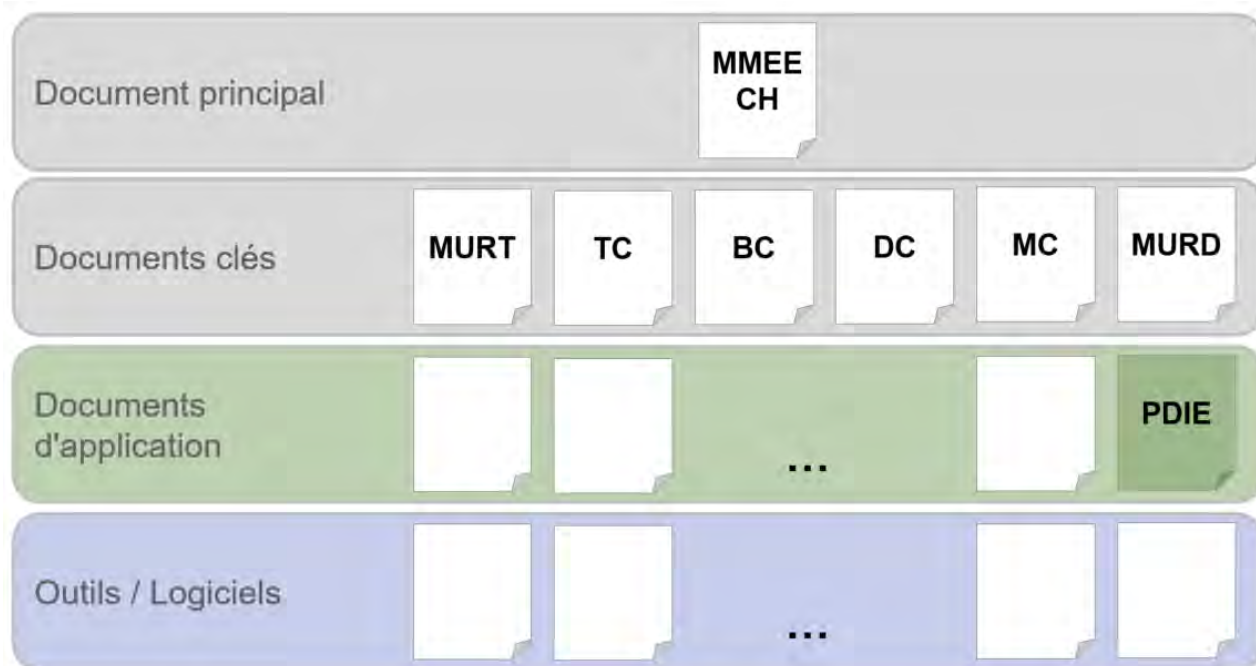 Document principal
MMEE
CH
Documents clés
MURT
TC
BC
DC
MC
MURD
Documents
d'application
...
PDIE
Outils / Logiciels
...